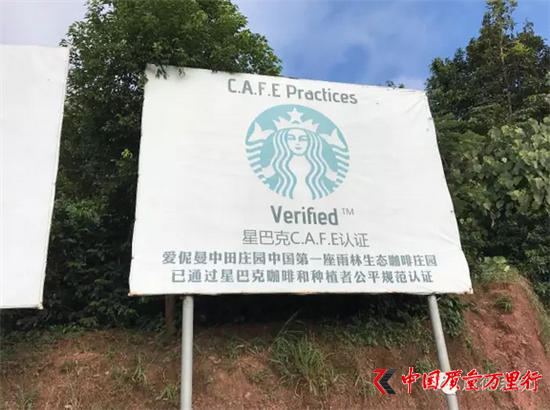 C.A.F.E Practices
Verified™
星巴克C.A.F.E认证
爱伲曼中田庄园中国第一座雨林生态咖啡庄园
已通过星巴克咖啡和种植者公平规范认证
中国质量万里行